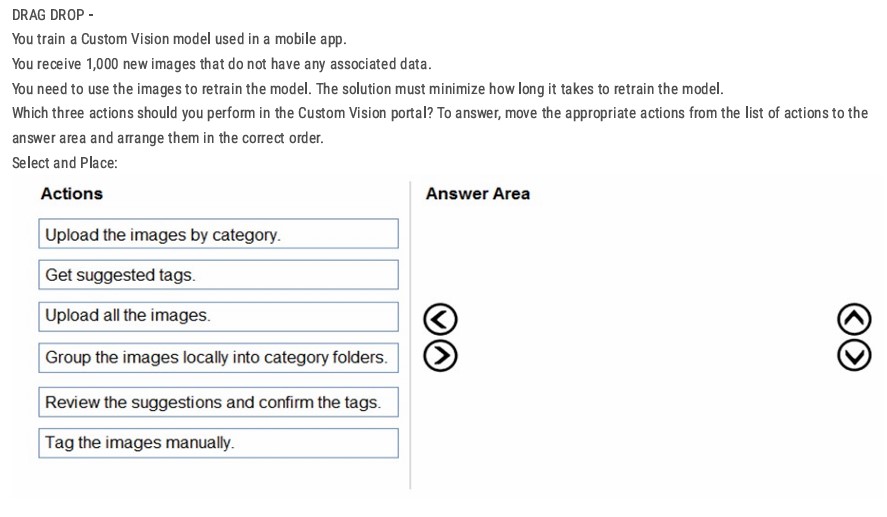 DRAG DROP -
You train a Custom Vision model used in a mobile app.
You receive 1,000 new images that do not have any associated data.
You need to use the images to retrain the model. The solution must minimize how long it takes to retrain the model.
Which three actions should you perform in the Custom Vision portal? To answer, move the appropriate actions from the list of actions to the
answer area and arrange them in the correct order.
Select and Place:
Actions
Answer Area
Upload the images by category.
Get suggested tags.
Upload all the images.
Group the images locally into category folders.
Review the suggestions and confirm the tags.
Tag the images manually.